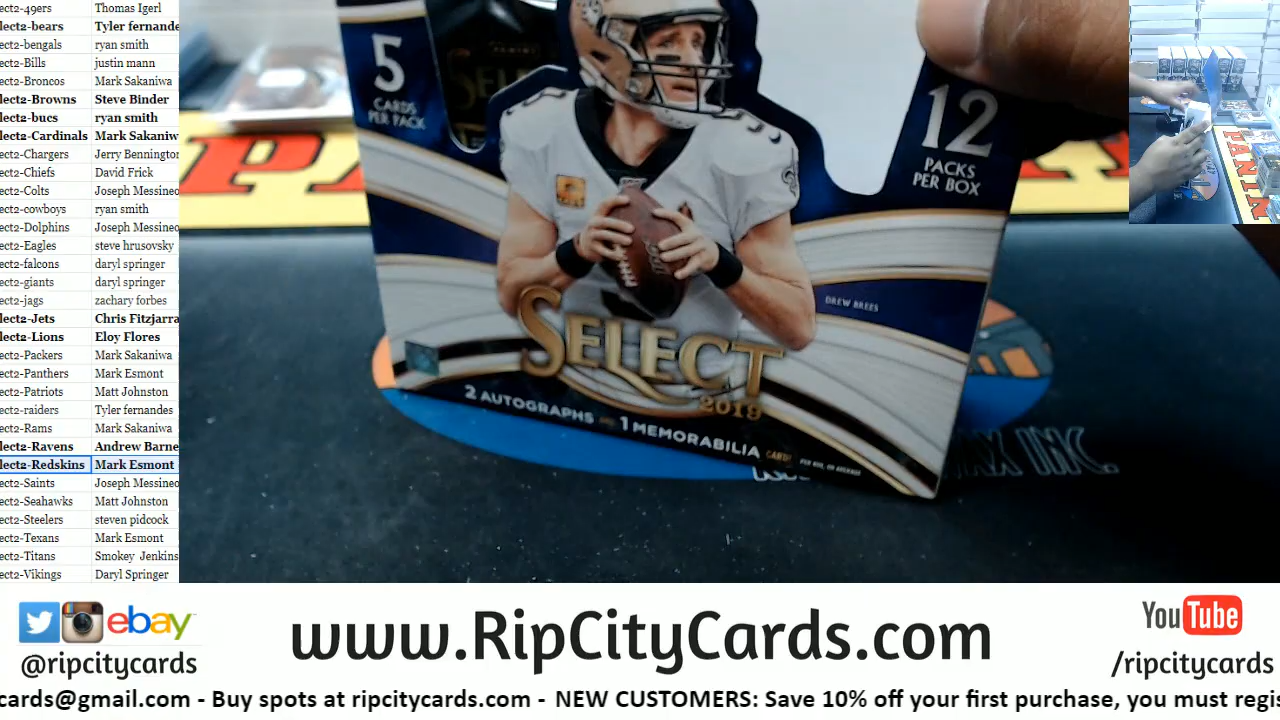 ect2-49ers Thomas Igerl
lect2-bears Tyler fernande
ect2-bengals ryan smith
ect2-Bills justin mann
ect2-Broncos Mark Sakaniwa
lect2-Browns Steve Binder
lect2-bucs ryan smith
lect2-Cardinals Mark Sakaniw
ect2-Chargers Jerry Bennington
ect2-Chiefs David Frick
ect2-Colts Joseph Messineo
ect2-cowboys ryan smith
ect2-Dolphins Joseph Messineo
ect2-Eagles steve hrusovsky
ect2-falcons daryl springer
ect2-giants daryl springer
ect2-jags zachary forbes
lect2-Jets Chris Fitzjarra
lect2-Lions Eloy Flores
ect2-Packers Mark Sakaniwa
ect2-Panthers Mark Esmont
ect2-Patriots Matt Johnston
ect2-raiders Tyler fernandes
ect2-Rams Mark Sakaniwa
lect2-Ravens Andrew Barne
lect2-Redskins Mark Esmont
ect2-Saints Joseph Messineo
ect2-Seahawks Matt Johnston
ect2-Steelers steven pidcock
ect2-Texans Mark Esmont
ect2-Titans Smokey Jenkins
ect2-Vikings Daryl Springer
5
CARDS
PER PACK
PANINI
SELECT
12
PACKS
PER BOX
DREW BREES
SELECT
2019
2 AUTOGRAPHS 1 MEMORABILIA CARD
INC.
PANINI
ebay
@ripcitycards
www.RipCityCards.com
YouTube
/ripcitycards
cards@gmail.com - Buy spots at ripcitycards.com - NEW CUSTOMERS: Save 10% off your first purchase, you must regis